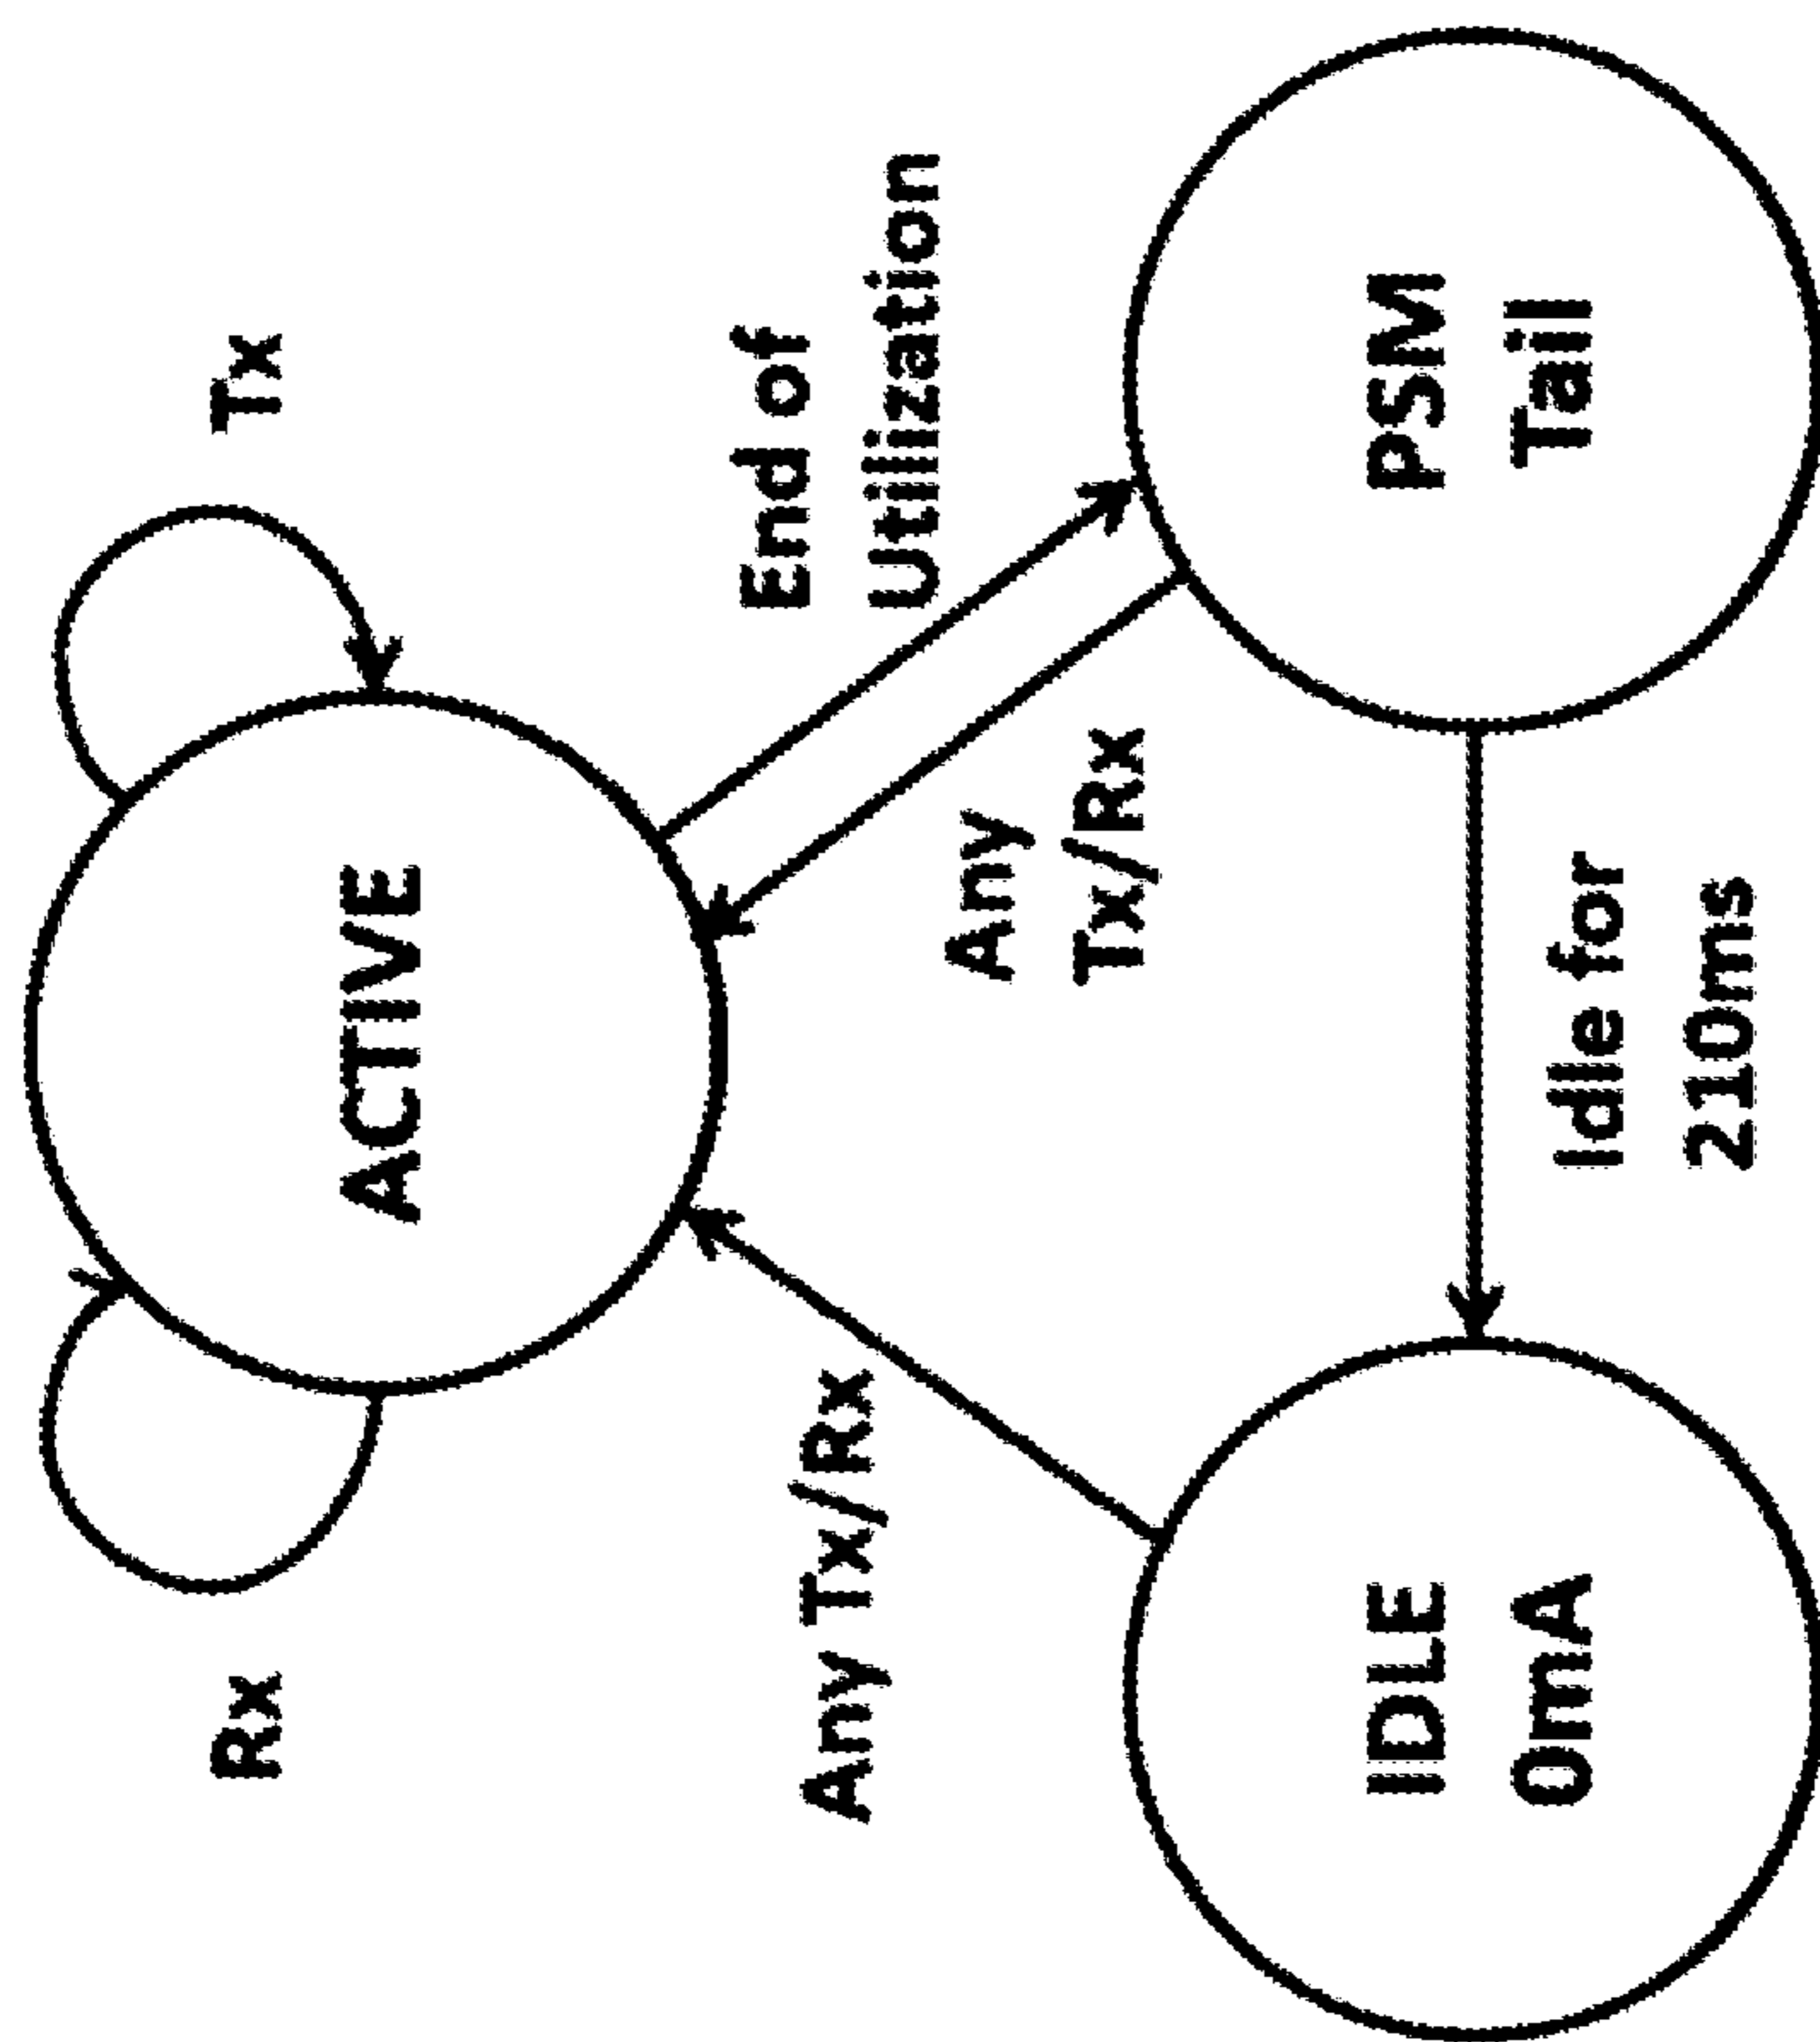 Rx
Tx
ACTIVE
Any Tx/Rx
End of
Utilization
Any
Tx/Rx
IDLE
0mA
PSM
Tail
Idle for
210ms